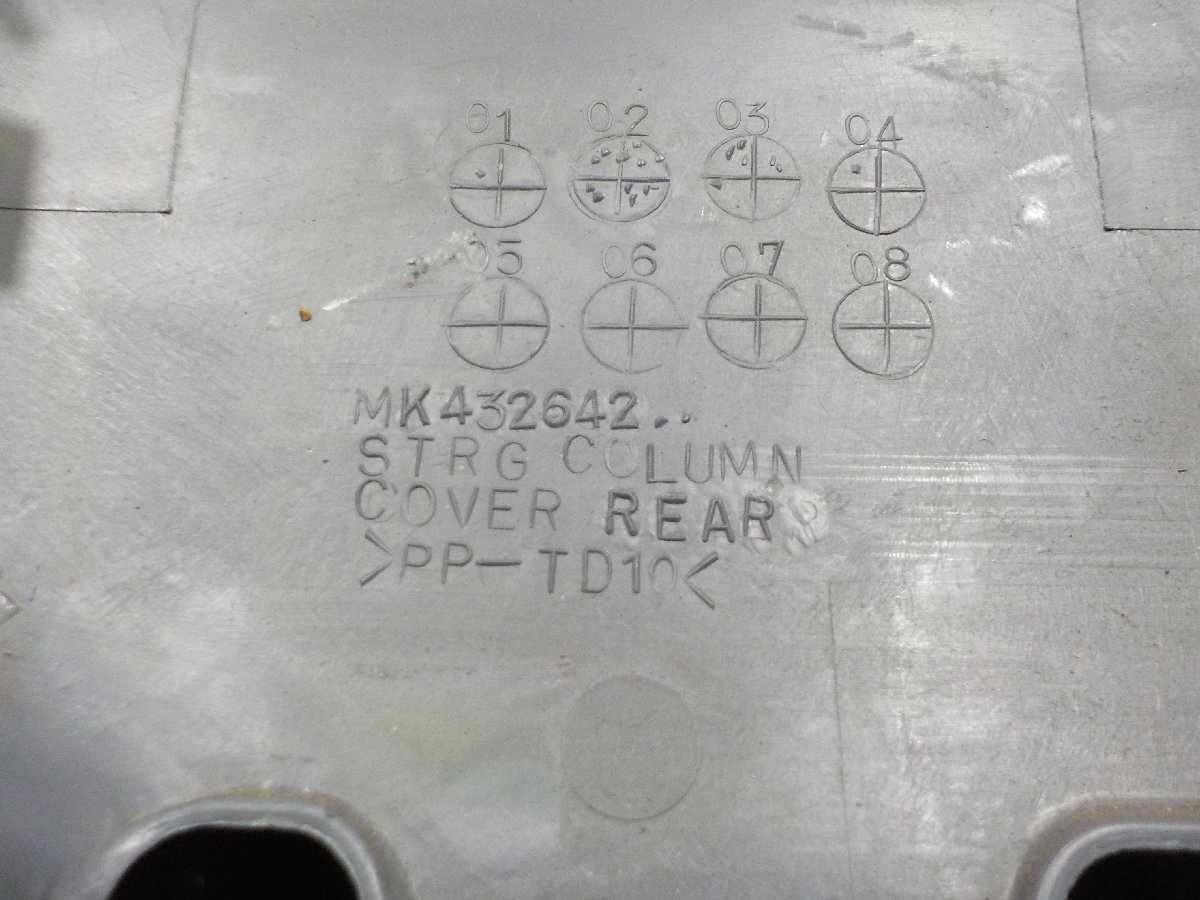 01 02 03 04
05 06 07 08
MK432642..
STRG COLUMN
COVER REAR
>PP-TD10<